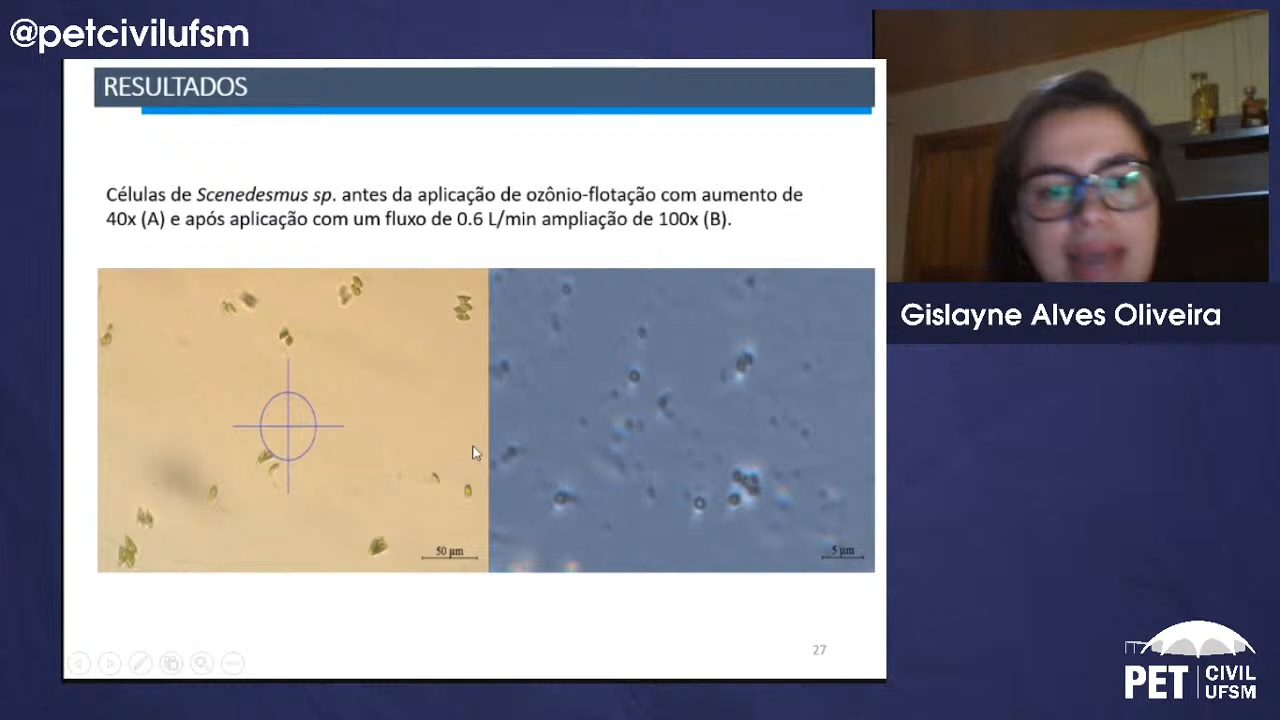 @petcivilufsm
RESULTADOS
Células de Scenedesmus sp. antes da aplicação de ozônio-flotação com aumento de
40x (A) e após aplicação com um fluxo de 0.6 L/min ampliação de 100x (B).
50 µm
5 µm
27
Gislayne Alves Oliveira
PET CIVIL
UFSM